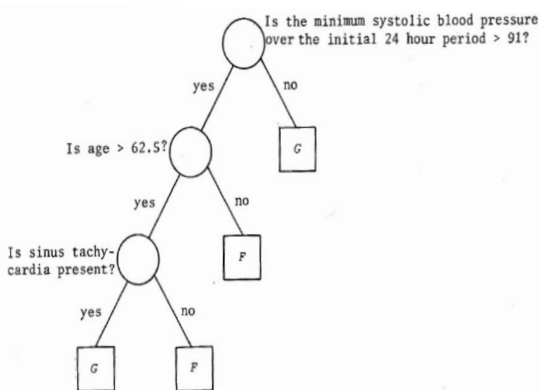 Is the minimum systolic blood pressure
over the initial 24 hour period > 91?
yes
no
Is age > 62.5?
G
yes
no
Is sinus tachy-
cardia present?
F
yes
no
G
F